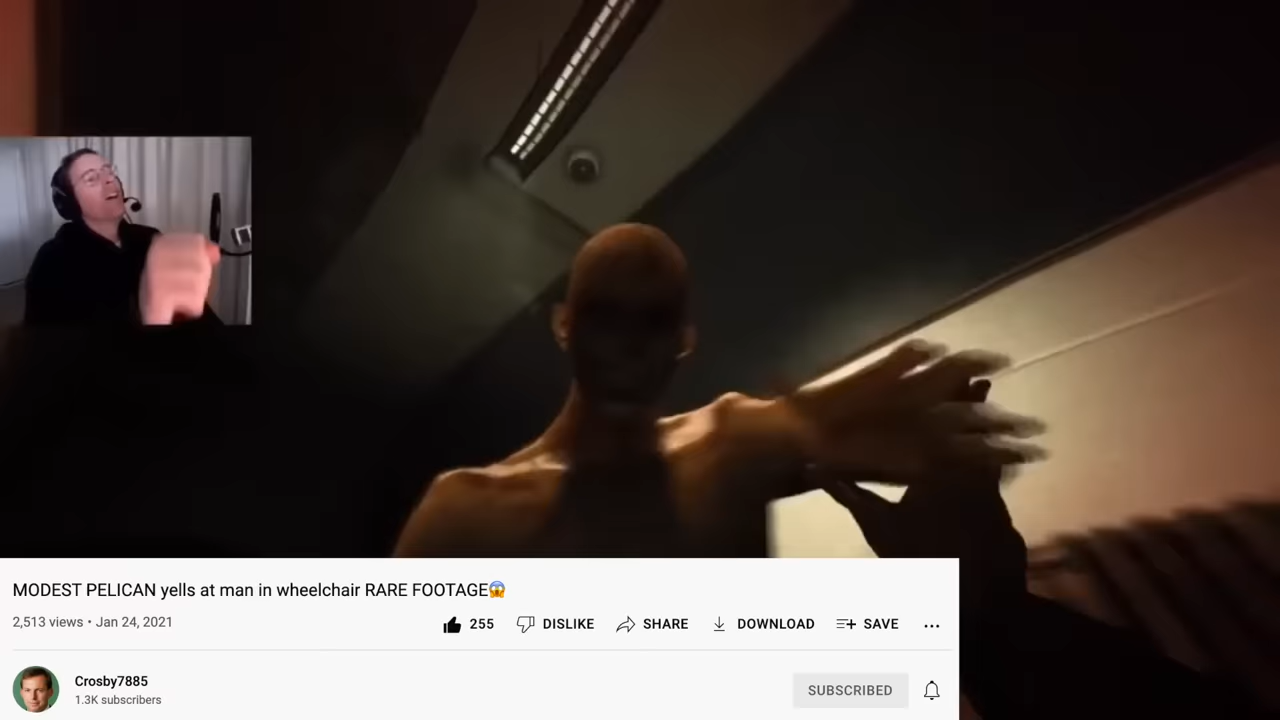 MODEST PELICAN yells at man in wheelchair RARE FOOTAGE😱
2,513 views • Jan 24, 2021
255 DISLIKE SHARE DOWNLOAD SAVE ...
Crosby7885
1.3K subscribers
SUBSCRIBED